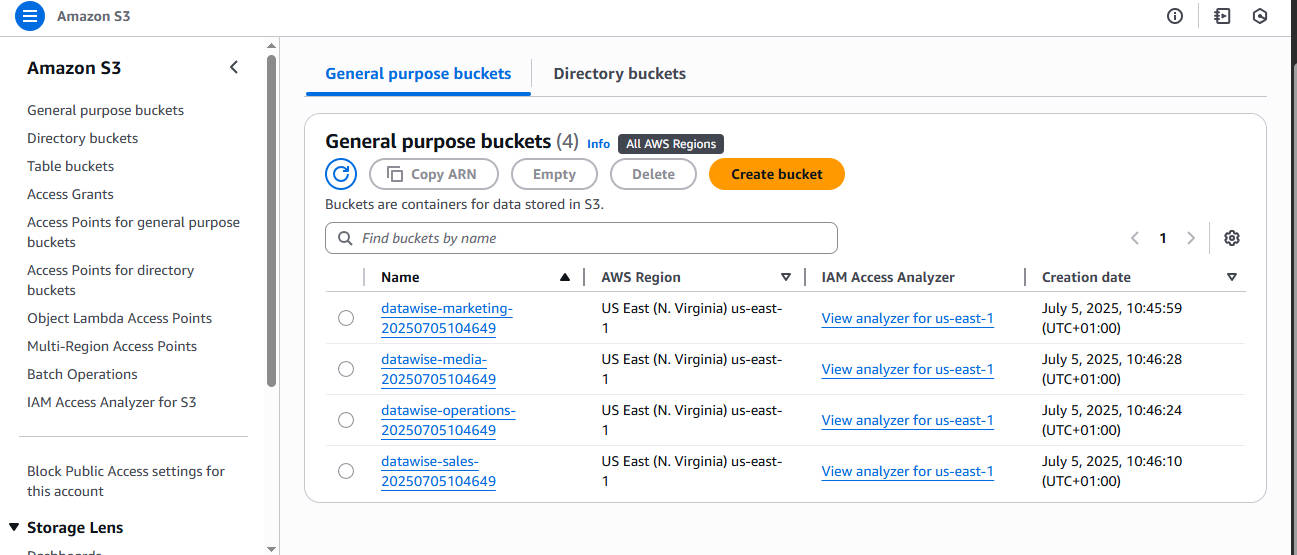 Amazon S3
Amazon S3
General purpose buckets
Directory buckets
Table buckets
Access Grants
Access Points for general purpose
buckets
Access Points for directory
buckets
Object Lambda Access Points
Multi-Region Access Points
Batch Operations
IAM Access Analyzer for S3
Block Public Access settings for
this account
Storage Lens
Dashboards
General purpose buckets Directory buckets
General purpose buckets (4) Info All AWS Regions
Copy ARN Empty Delete Create bucket
Buckets are containers for data stored in S3.
Find buckets by name 1
Name AWS Region IAM Access Analyzer Creation date
datawise-marketing- US East (N. Virginia) us-east- View analyzer for us-east-1 July 5, 2025, 10:45:59
20250705104649 1 (UTC+01:00)
datawise-media- US East (N. Virginia) us-east- View analyzer for us-east-1 July 5, 2025, 10:46:28
20250705104649 1 (UTC+01:00)
datawise-operations- US East (N. Virginia) us-east- View analyzer for us-east-1 July 5, 2025, 10:46:24
20250705104649 1 (UTC+01:00)
datawise-sales- US East (N. Virginia) us-east- View analyzer for us-east-1 July 5, 2025, 10:46:10
20250705104649 1 (UTC+01:00)